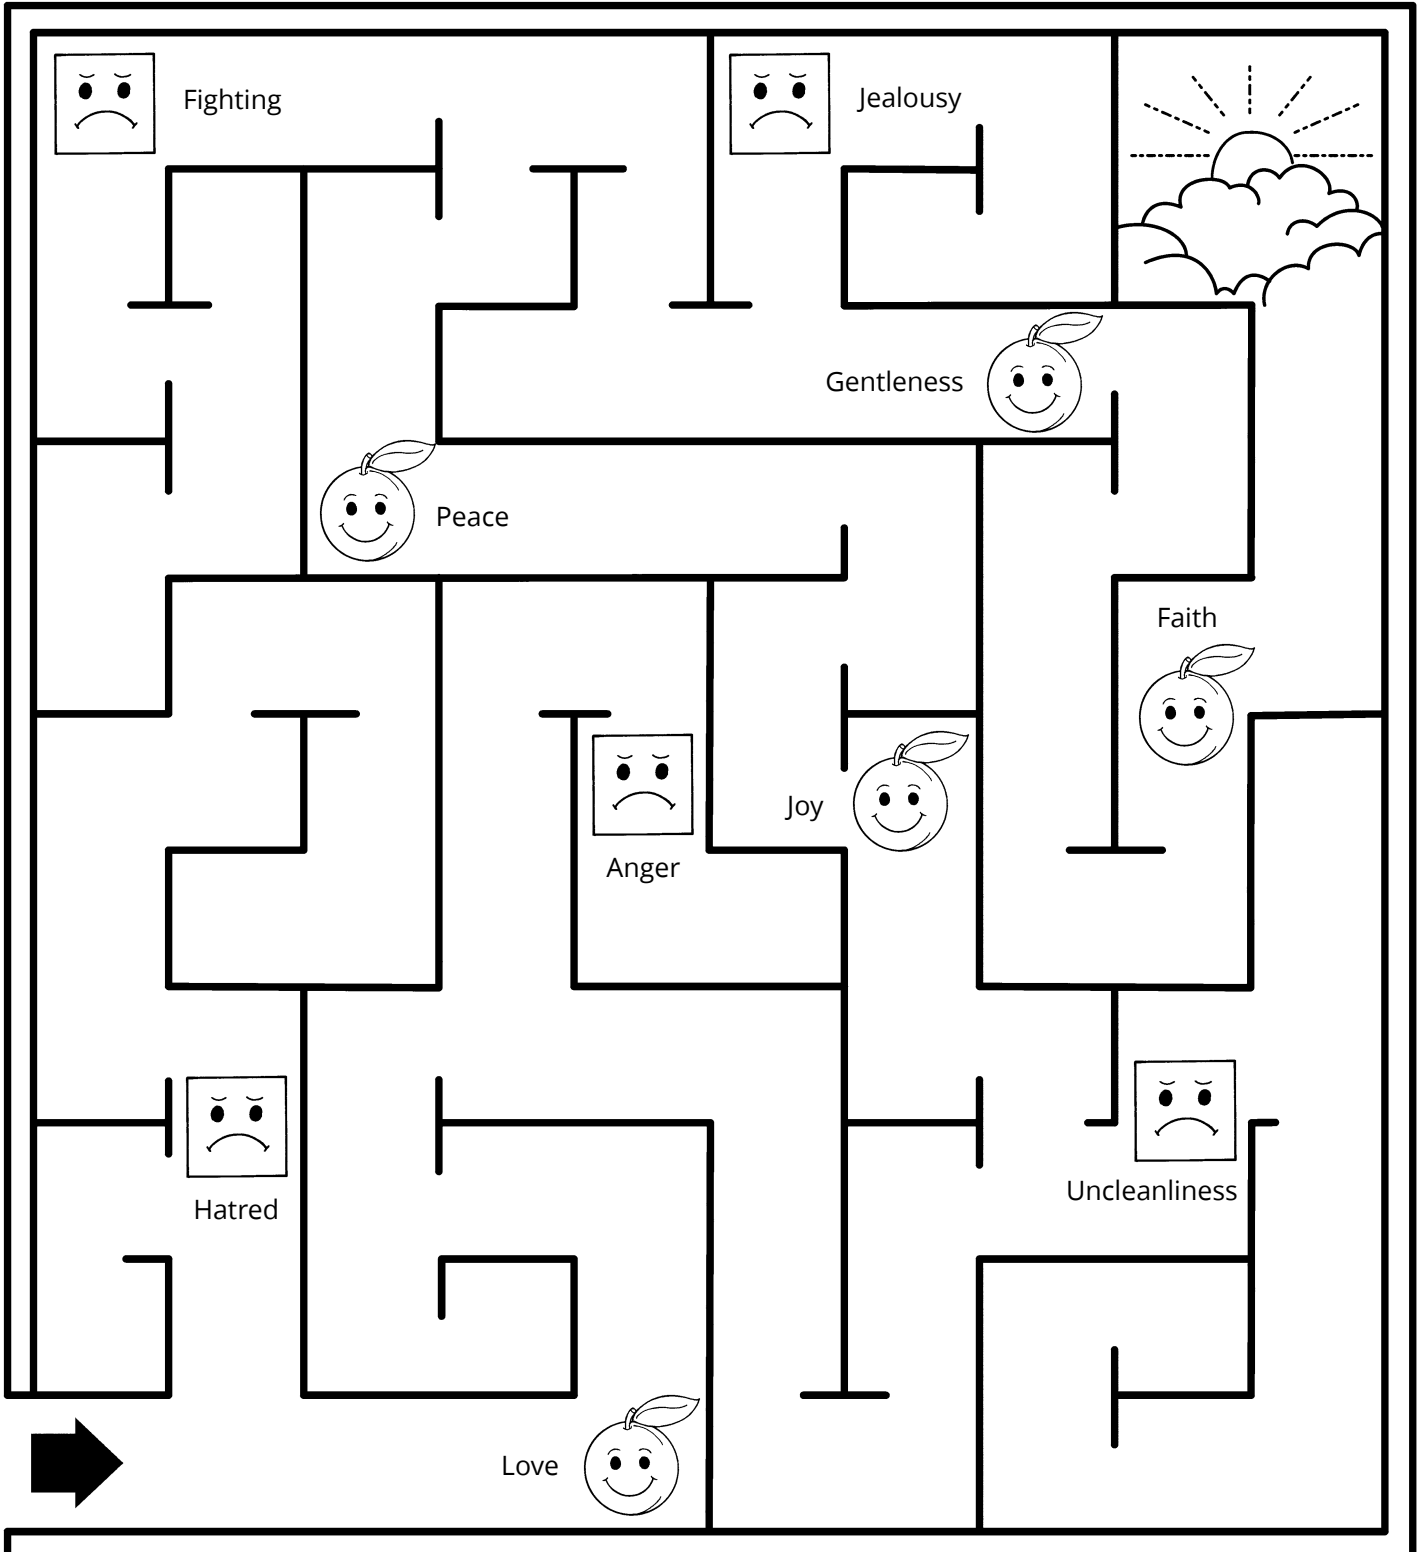 Fighting
Jealousy
Gentleness
Peace
Faith
Joy
Anger
Uncleanliness
Hatred
Love